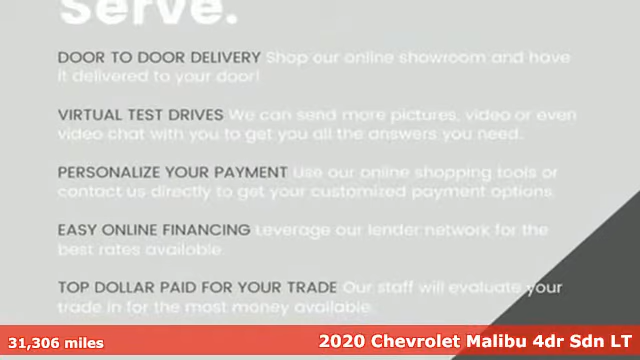 Serve.
DOOR TO DOOR DELIVERY Shop our online showroom and have
it delivered to your door!
VIRTUAL TEST DRIVES We can send more pictures, video or even
video chat with you to get you all the answers you need.
PERSONALIZE YOUR PAYMENT Use our online shopping tools or
contact us directly to get your customized payment options.
EASY ONLINE FINANCING Leverage our lender network for the
best rates available.
TOP DOLLAR PAID FOR YOUR TRADE Our staff will evaluate your
trade in for the most money available.
31,306 miles
2020 Chevrolet Malibu 4dr Sdn LT